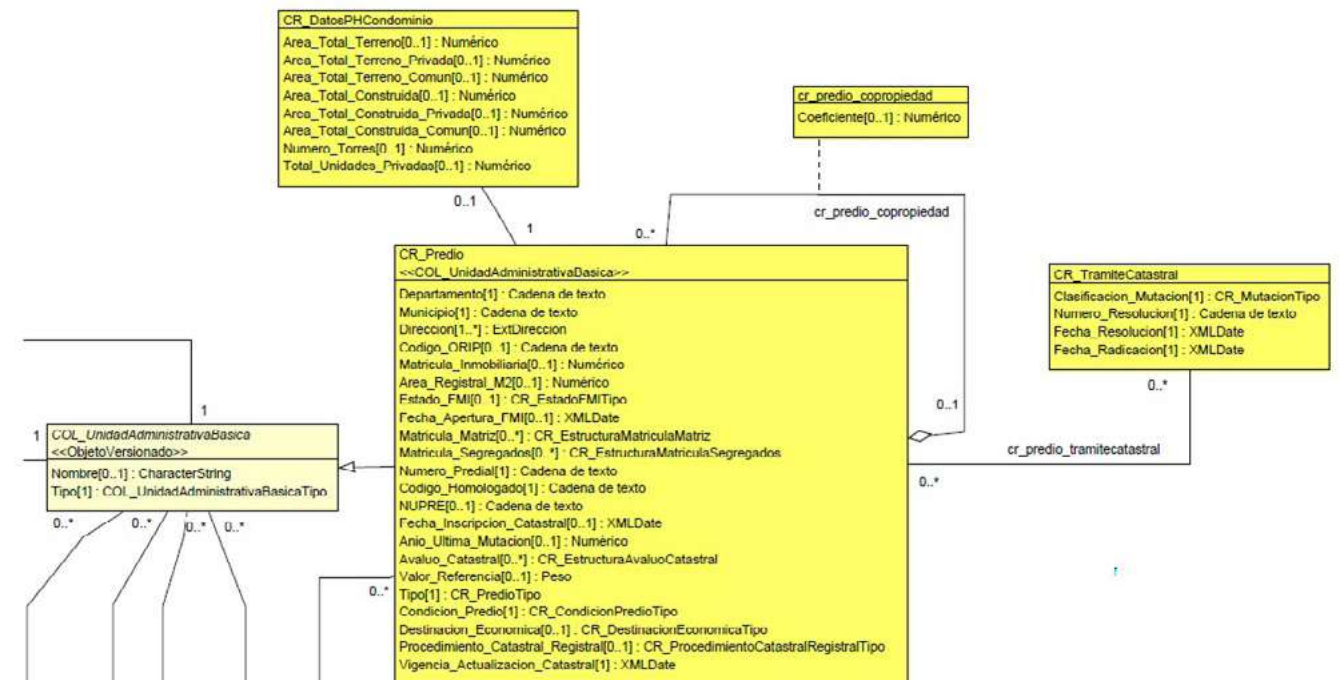 CR_DatosPHCondominio
Area_Total_Terreno[0..1] : Numérico
Area_Total_Terreno_Privada[0..1] : Numérico
Area_Total_Terreno_Comun[0..1] : Numérico
Area_Total_Construida[0..1] : Numérico
Area_Total_Construida_Privada[0..1] : Numérico
Area_Total_Construida_Comun[0..1] : Numérico
Numero_Torres[0..1] : Numérico
Total_Unidades_Privadas[0..1] : Numérico
0..1
1
cr_predio_copropiedad
Coeficiente[0..1] : Numérico
cr_predio_copropiedad
0..*
CR_Predio
<<COL_UnidadAdministrativaBasica>>
Departamento[1] : Cadena de texto
Municipio[1] : Cadena de texto
Direccion[1..*] : ExtDireccion
Codigo_ORIP[0..1] : Cadena de texto
Matricula_Inmobiliaria[0..1] : Numérico
Area_Registral_M2[0..1] : Numérico
Estado_FMI[0..1] : CR_EstadoFMITipo
Fecha_Apertura_FMI[0..1] : XMLDate
Matricula_Matriz[0..*] : CR_EstructuraMatriculaMatriz
Matricula_Segregados[0..*] : CR_EstructuraMatriculaSegregados
Numero_Predial[1] : Cadena de texto
Codigo_Homologado[1] : Cadena de texto
NUPRE[0..1] : Cadena de texto
Fecha_Inscripcion_Catastral[0..1] : XMLDate
Anio_Ultima_Mutacion[0..1] : Numérico
Avaluo_Catastral[0..*] : CR_EstructuraAvaluoCatastral
Valor_Referencia[0..1] : Peso
Tipo[1] : CR_PredioTipo
Condicion_Predio[1] : CR_CondicionPredioTipo
Destinacion_Economica[0..1] : CR_DestinacionEconomicaTipo
Procedimiento_Catastral_Registral[0..1] : CR_ProcedimientoCatastralRegistralTipo
Vigencia_Actualizacion_Catastral[1] : XMLDate
0..1
0..*
0..*
cr_predio_tramitecatastral
CR_TramiteCatastral
Clasificacion_Mutacion[1] : CR_MutacionTipo
Numero_Resolucion[1] : Cadena de texto
Fecha_Resolucion[1] : XMLDate
Fecha_Radicacion[1] : XMLDate
0..*
1
1
COL_UnidadAdministrativaBasica
<<ObjetoVersionado>>
Nombre[0..1] : CharacterString
Tipo[1] : COL_UnidadAdministrativaBasicaTipo
0..* 0..* 0..* 0..*